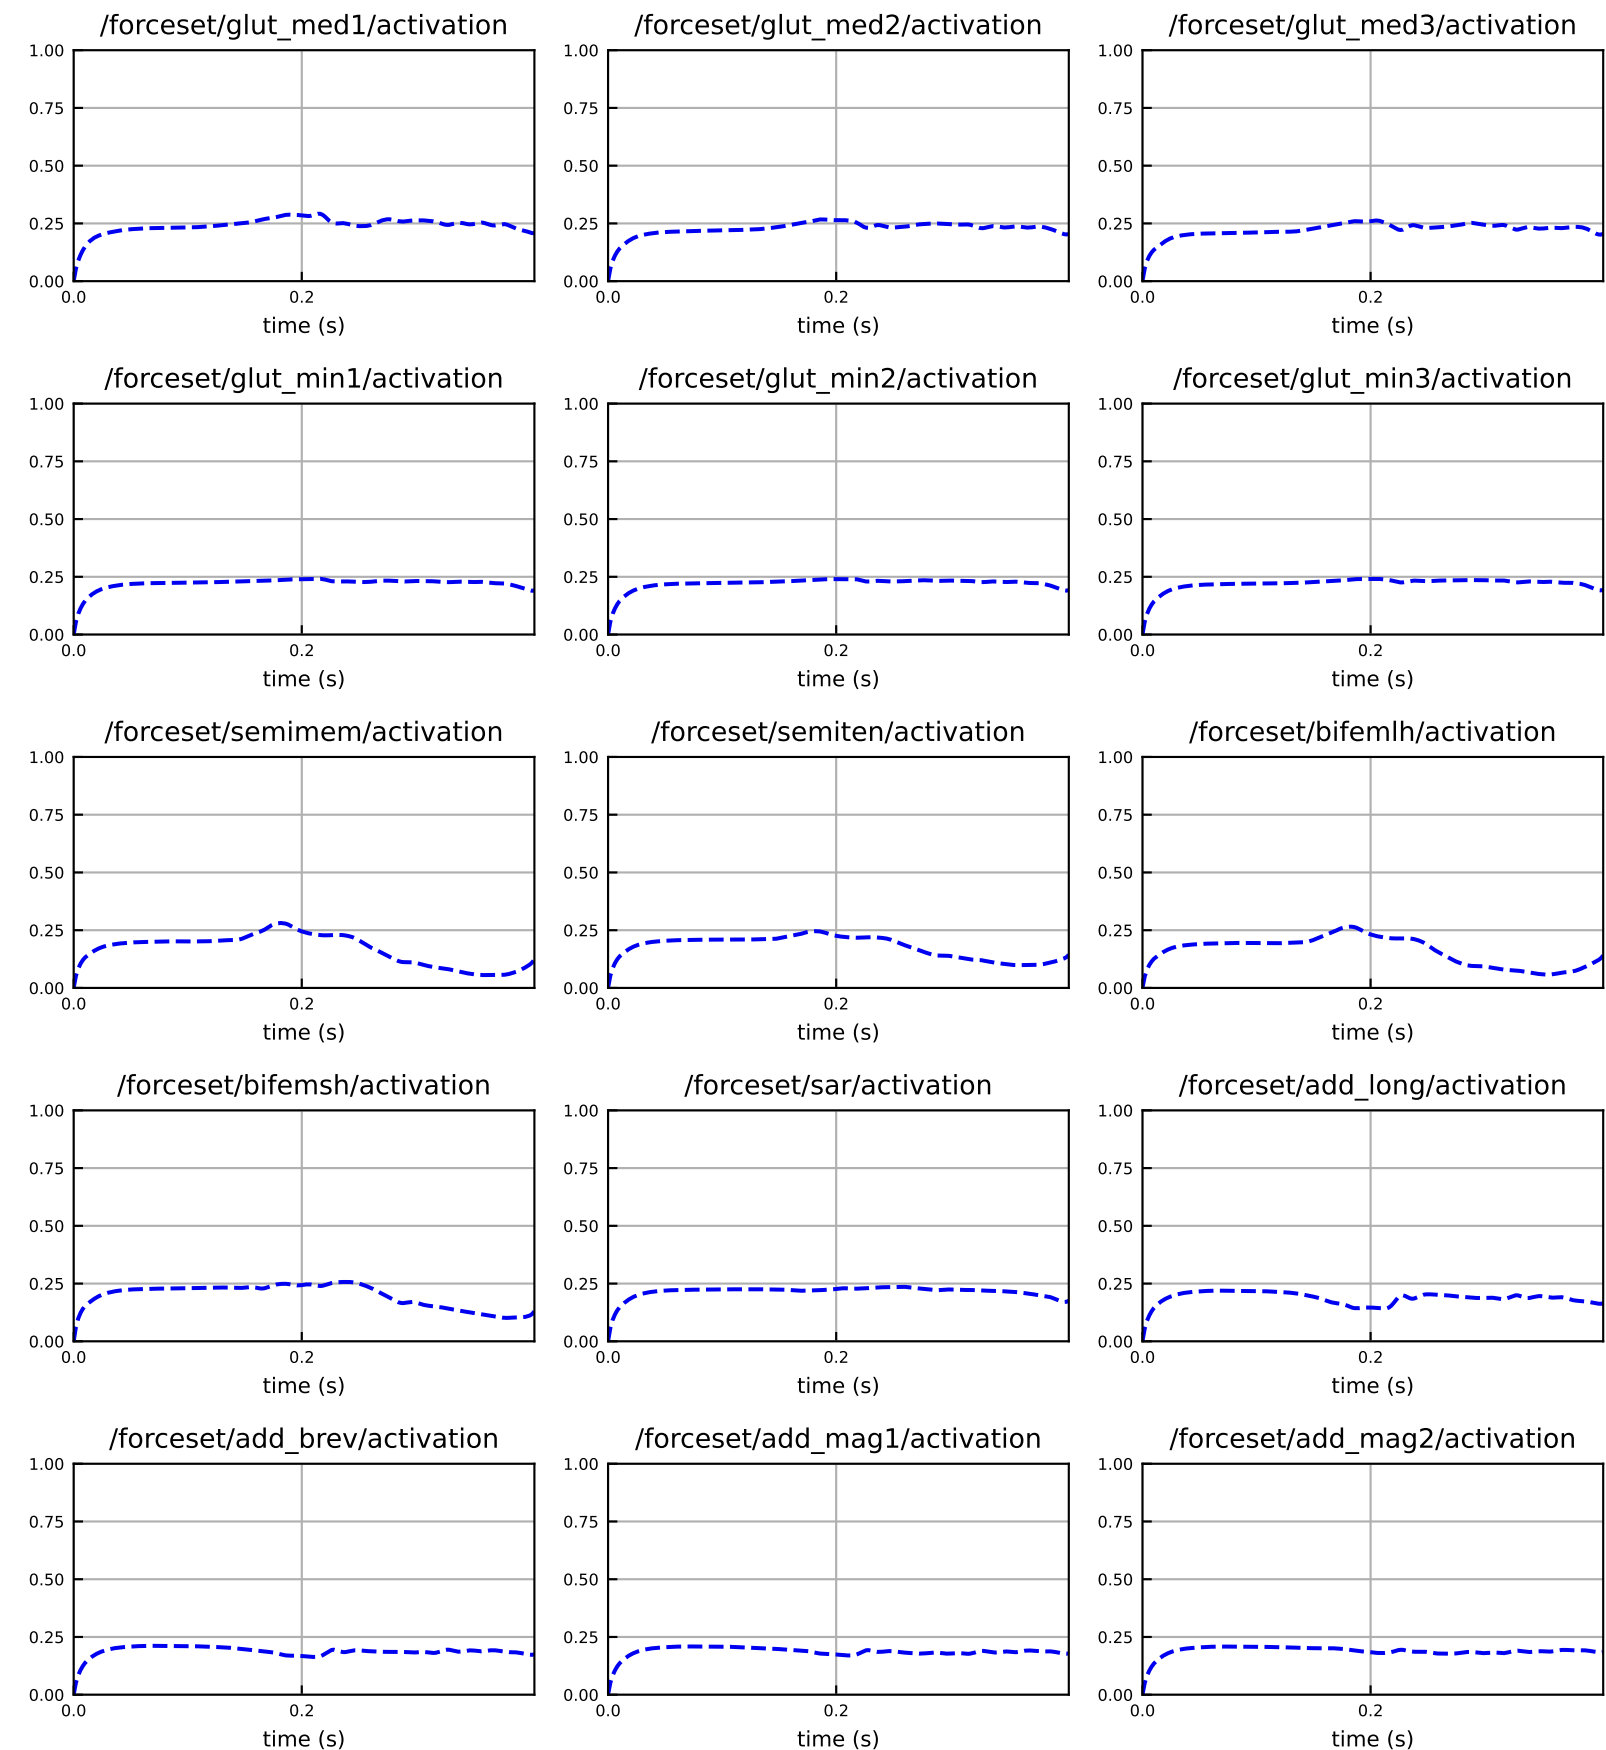 /forceset/glut_med1/activation /forceset/glut_med2/activation /forceset/glut_med3/activation
1.00 1.00 1.00
0.75 0.75 0.75
0.50 0.50 0.50
0.25 0.25 0.25
0.00 0.00 0.00
0.0 0.2 0.0 0.2 0.0 0.2
time (s) time (s) time (s)
/forceset/glut_min1/activation /forceset/glut_min2/activation /forceset/glut_min3/activation
1.00 1.00 1.00
0.75 0.75 0.75
0.50 0.50 0.50
0.25 0.25 0.25
0.00 0.00 0.00
0.0 0.2 0.0 0.2 0.0 0.2
time (s) time (s) time (s)
/forceset/semimem/activation /forceset/semiten/activation /forceset/bifemlh/activation
1.00 1.00 1.00
0.75 0.75 0.75
0.50 0.50 0.50
0.25 0.25 0.25
0.00 0.00 0.00
0.0 0.2 0.0 0.2 0.0 0.2
time (s) time (s) time (s)
/forceset/bifemsh/activation /forceset/sar/activation /forceset/add_long/activation
1.00 1.00 1.00
0.75 0.75 0.75
0.50 0.50 0.50
0.25 0.25 0.25
0.00 0.00 0.00
0.0 0.2 0.0 0.2 0.0 0.2
time (s) time (s) time (s)
/forceset/add_brev/activation /forceset/add_mag1/activation /forceset/add_mag2/activation
1.00 1.00 1.00
0.75 0.75 0.75
0.50 0.50 0.50
0.25 0.25 0.25
0.00 0.00 0.00
0.0 0.2 0.0 0.2 0.0 0.2
time (s) time (s) time (s)